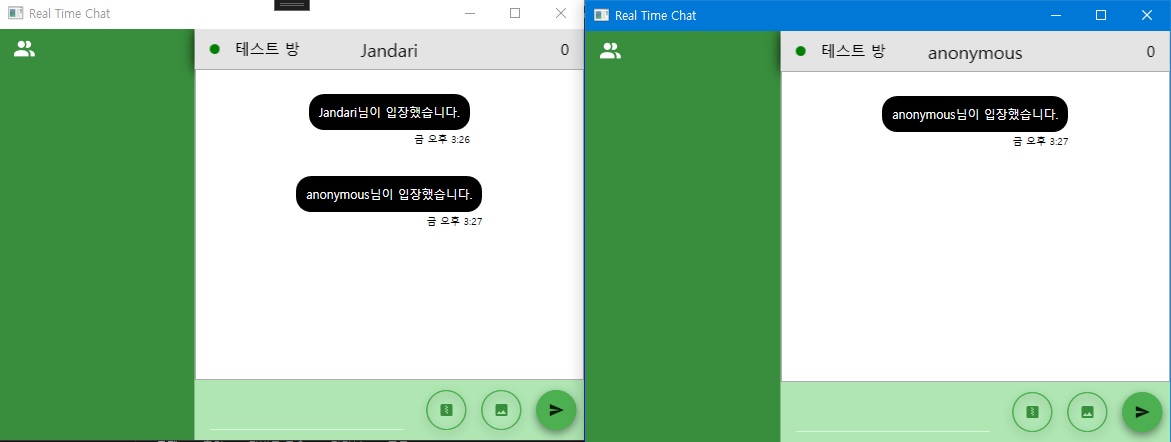 Real Time Chat
테스트 방 Jandari 0
Jandari님이 입장했습니다.
금 오후 3:26
anonymous님이 입장했습니다.
금 오후 3:27
Real Time Chat
테스트 방 anonymous 0
anonymous님이 입장했습니다.
금 오후 3:27